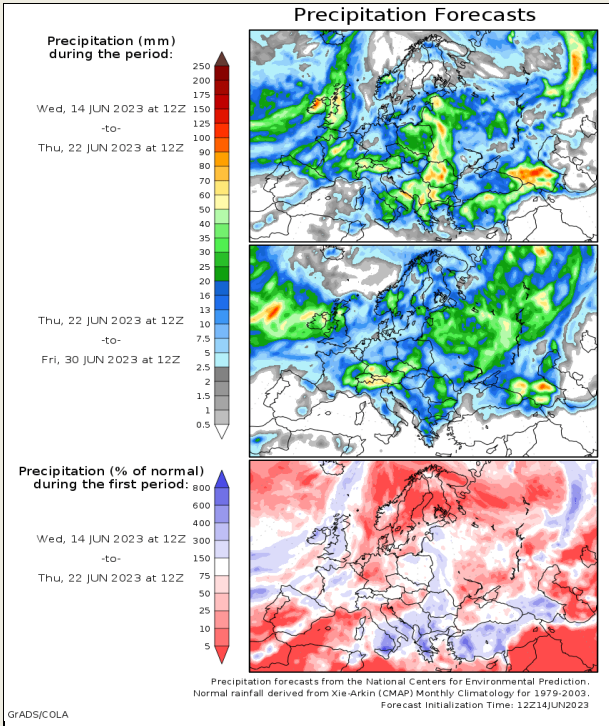 Precipitation Forecasts
Precipitation (mm)
during the period:
250
200
175
150
125
100
90
80
70
60
50
40
35
30
25
20
16
13
10
7.5
5
2.5
2
1.5
1
0.5
Wed, 14 JUN 2023 at 12Z
-to-
Thu, 22 JUN 2023 at 12Z
Thu, 22 JUN 2023 at 12Z
-to-
Fri, 30 JUN 2023 at 12Z
Precipitation (% of normal)
during the first period:
800
600
400
300
150
75
50
25
10
5
Wed, 14 JUN 2023 at 12Z
-to-
Thu, 22 JUN 2023 at 12Z
Precipitation forecasts from the National Centers for Environmental Prediction.
Normal rainfall derived from Xie-Arkin (CMAP) Monthly Climatology for 1979-2003.
Forecast Initialization Time: 12Z14JUN2023
GrADS/COLA